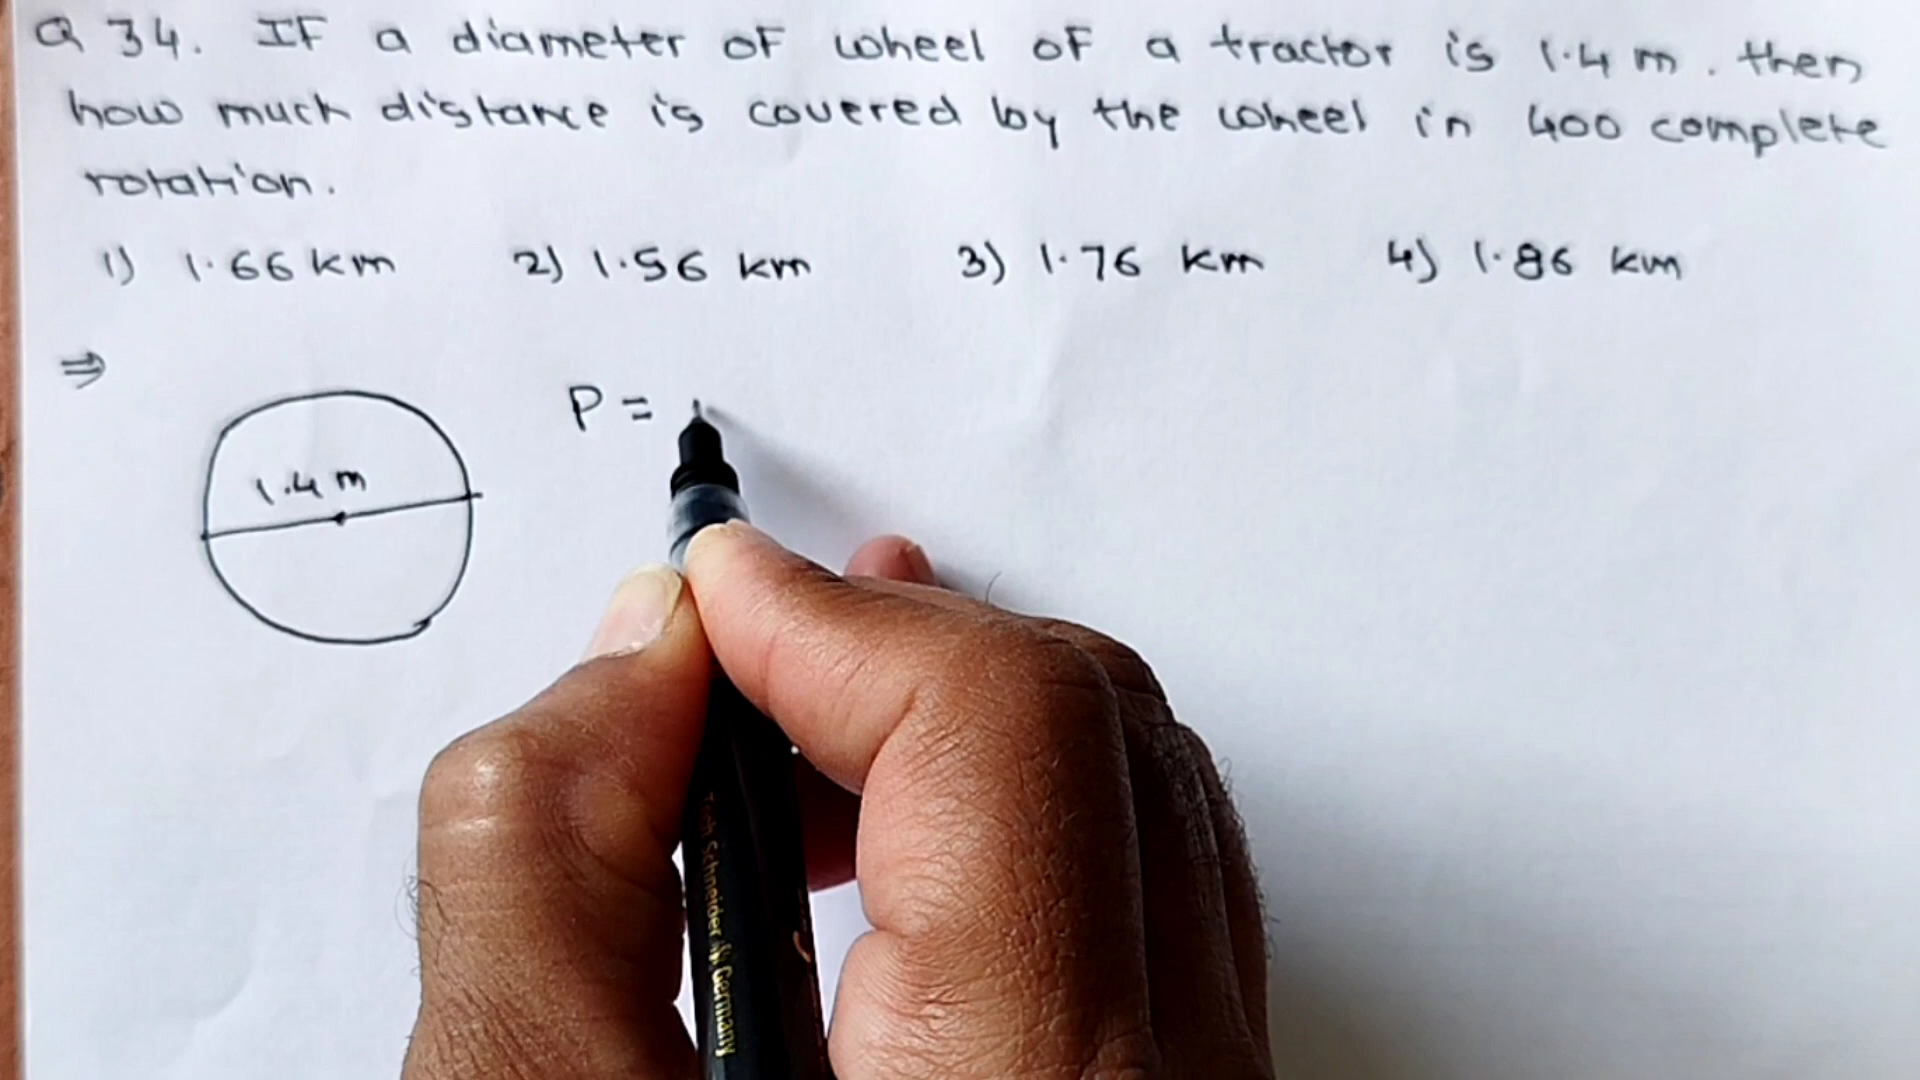 Q 34. IF a diameter OF wheel OF a tractor is 1.4 m. then
how much distance is covered by the wheel in 400 complete
rotation.
1) 1.66 km 2) 1.56 km 3) 1.76 km 4) 1.86 km
⇒
P =
1.4 m
Schneider Germany